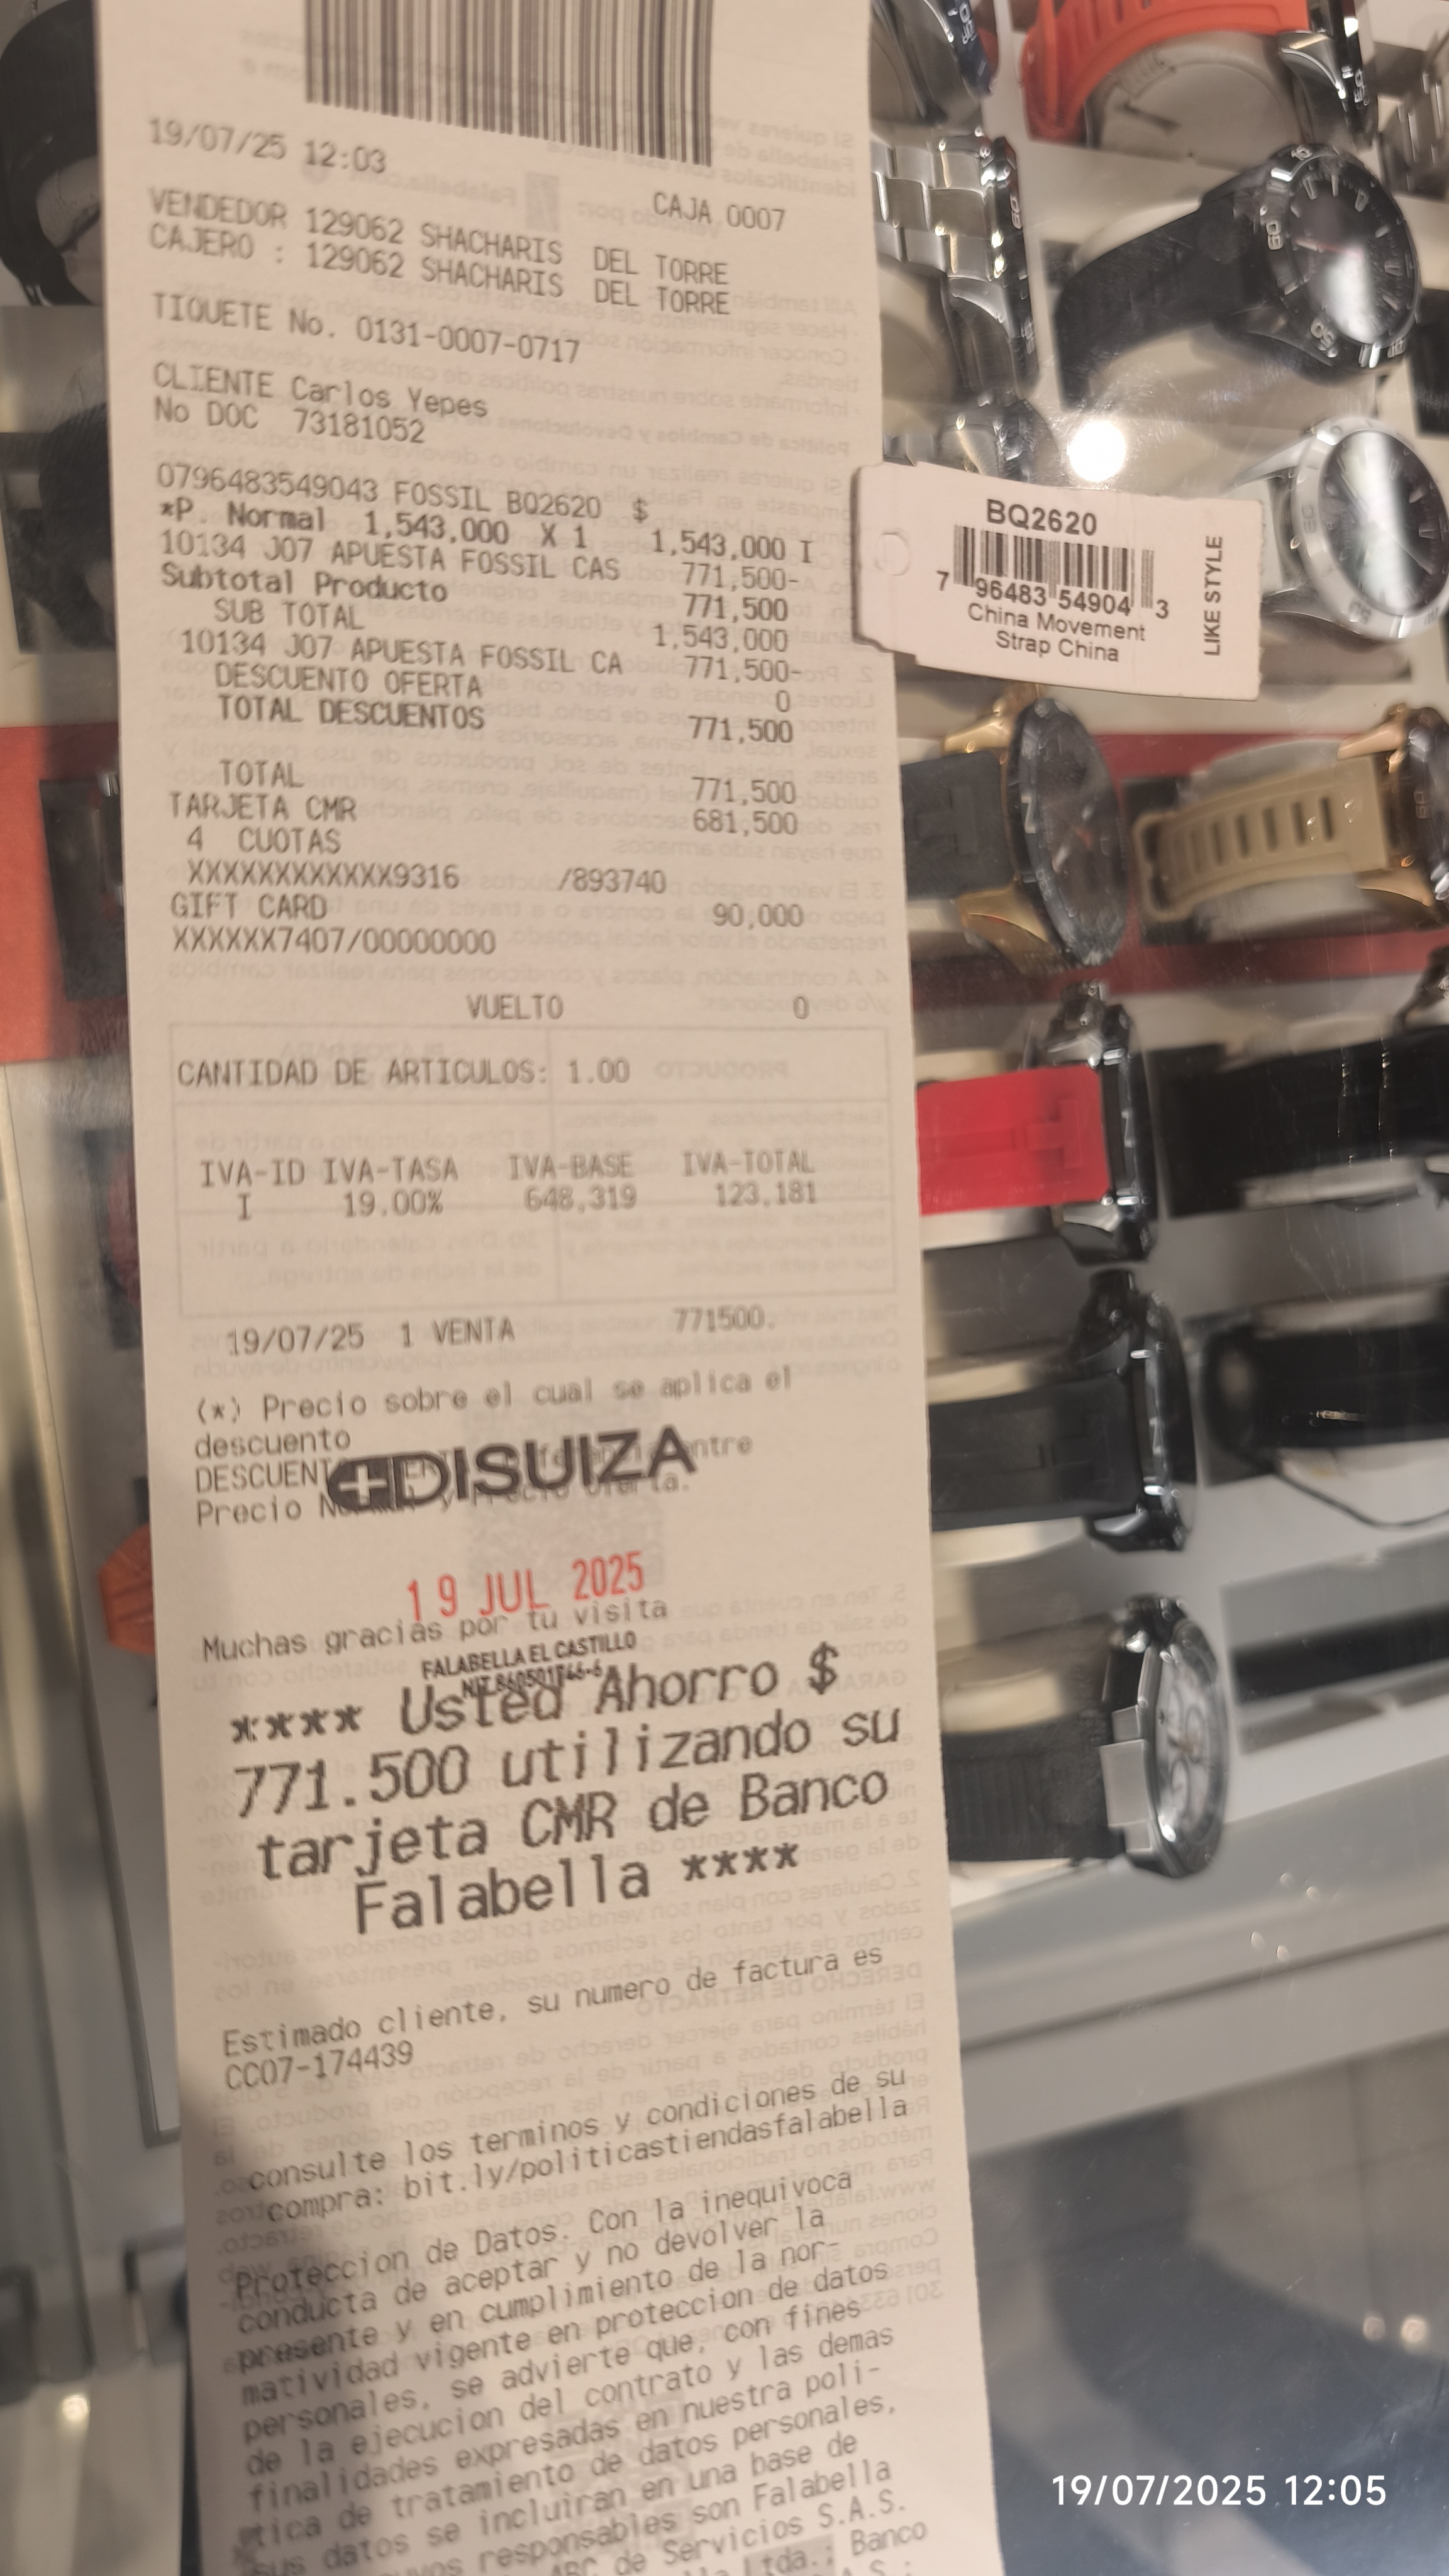 19/07/25 12:03
CAJA 0007
VENDEDOR 129062 SHACHARIS DEL TORRE
CAJERO : 129062 SHACHARIS DEL TORRE
TIQUETE No. 0131-0007-0717
CLIENTE Carlos Yepes
No DOC 73181052
0796483549043 FOSSIL BQ2620 $
*P. Normal 1,543,000 X 1 1,543,000 I
10134 J07 APUESTA FOSSIL CAS 771,500-
Subtotal Producto 771,500
SUB TOTAL 1,543,000
10134 J07 APUESTA FOSSIL CA 771,500-
DESCUENTO OFERTA 0
TOTAL DESCUENTOS 771,500
TOTAL 771,500
TARJETA CMR 681,500
4 CUOTAS
XXXXXXXXXXXX9316 /893740
GIFT CARD 90,000
XXXXXX7407/00000000
VUELTO 0
CANTIDAD DE ARTICULOS: 1.00
IVA-ID IVA-TASA IVA-BASE IVA-TOTAL
I 19.00% 648,319 123,181
19/07/25 1 VENTA 771500.
(*) Precio sobre el cual se aplica el
descuento
DISUIZA
19 JUL 2025
Muchas gracias por tu visita
FALABELLA EL CASTILLO
**** Usted Ahorro $
771.500 utilizando su
tarjeta CMR de Banco
Falabella ****
Estimado cliente, su numero de factura es
CC07-174439
consulte los terminos y condiciones de su
compra: bit.ly/politicastiendasfalabella
Proteccion de Datos. Con la inequivoca
conducta de aceptar y no devolver la
presente y en cumplimiento de la nor-
matividad vigente en proteccion de datos
personales, se advierte que, con fines
de la ejecucion del contrato y las demas
finalidades expresadas en nuestra poli-
tica de tratamiento de datos personales,
sus datos se incluiran en una base de
responsables son Falabella
ABC de Servicios S.A.S.
Ltda.; Banco
BQ2620
7 96483 54904 3
China Movement
Strap China
LIKE STYLE
19/07/2025 12:05